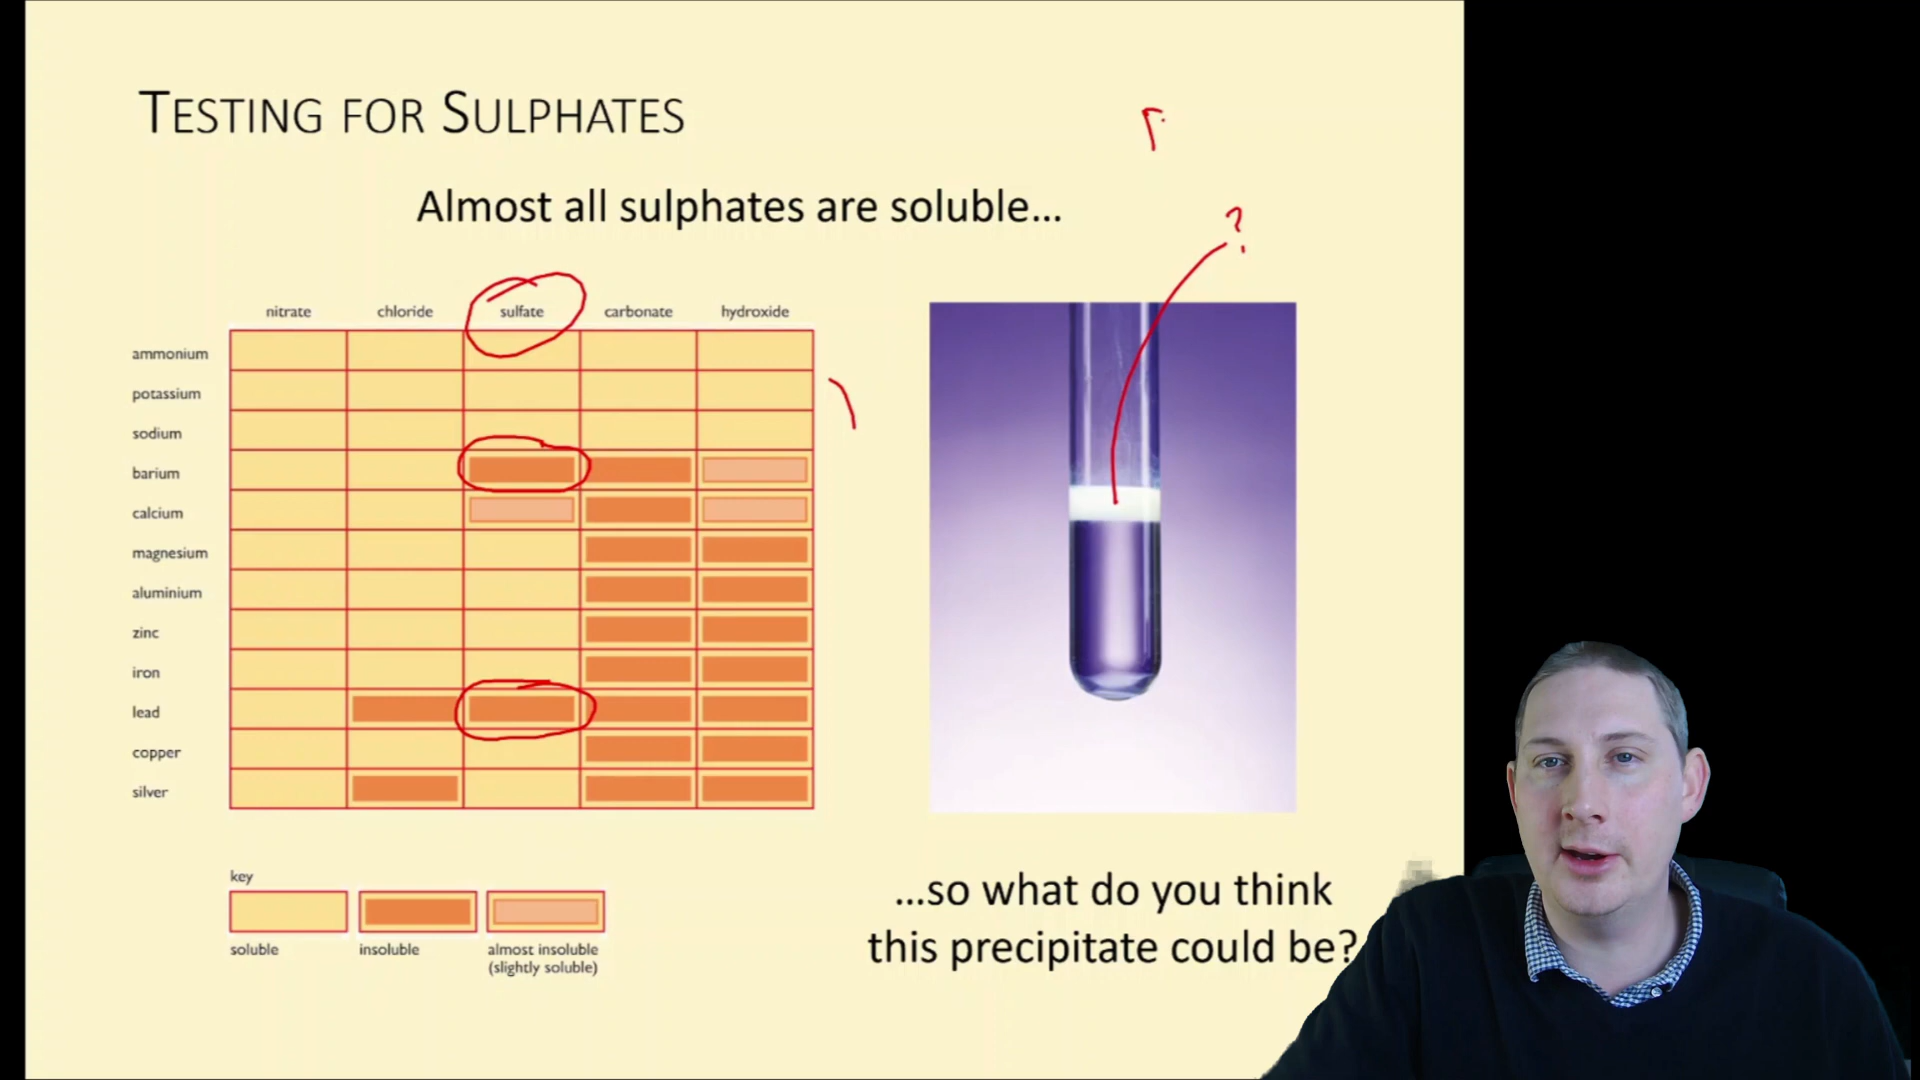 TESTING FOR SULPHATES
Almost all sulphates are soluble...
?
nitrate chloride sulfate carbonate hydroxide
ammonium
potassium
sodium
barium
calcium
magnesium
aluminium
zinc
iron
lead
copper
silver
key
soluble insoluble almost insoluble
(slightly soluble)
...so what do you think
this precipitate could be?